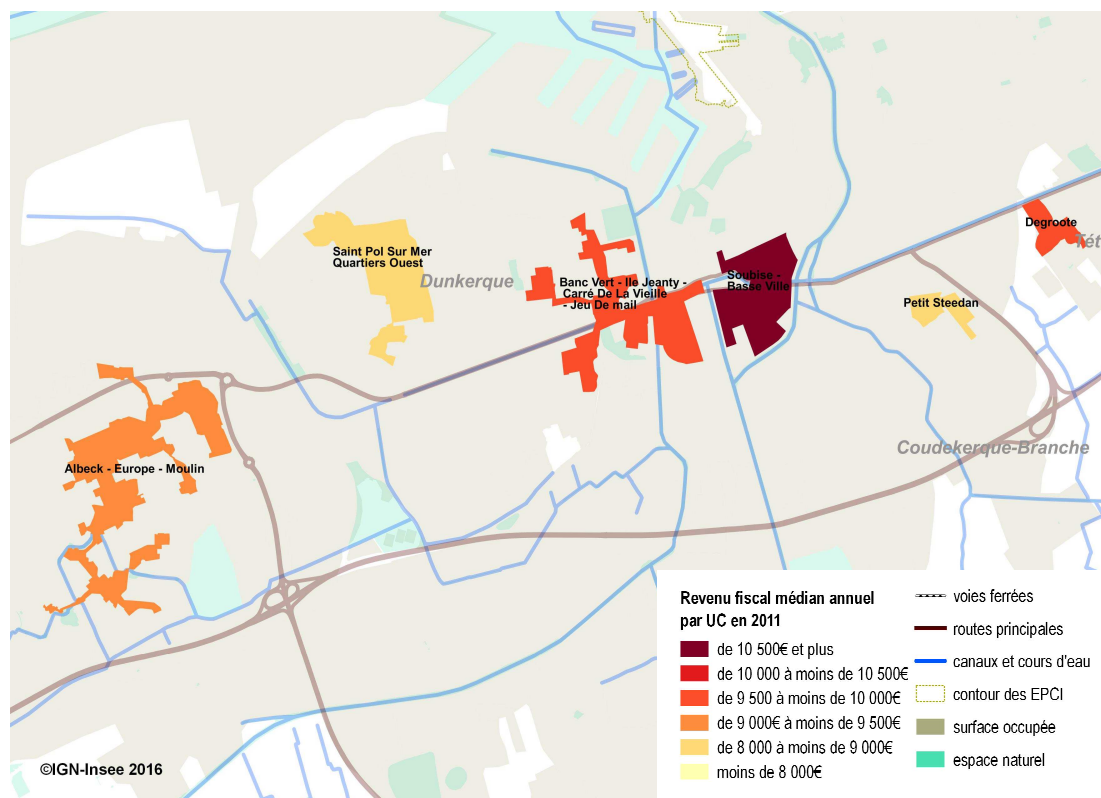 Degroote
Tét
Saint Pol Sur Mer
Quartiers Ouest
Dunkerque
Banc Vert - Ile Jeanty -
Carré De La Vieille
- Jeu De mail
Soubise -
Basse Ville
Petit Steedan
Coudekerque-Branche
Albeck - Europe - Moulin
Revenu fiscal médian annuel
par UC en 2011
de 10 500€ et plus
de 10 000 à moins de 10 500€
de 9 500 à moins de 10 000€
de 9 000€ à moins de 9 500€
de 8 000 à moins de 9 000€
moins de 8 000€
voies ferrées
routes principales
canaux et cours d'eau
contour des EPCI
surface occupée
espace naturel
©IGN-Insee 2016